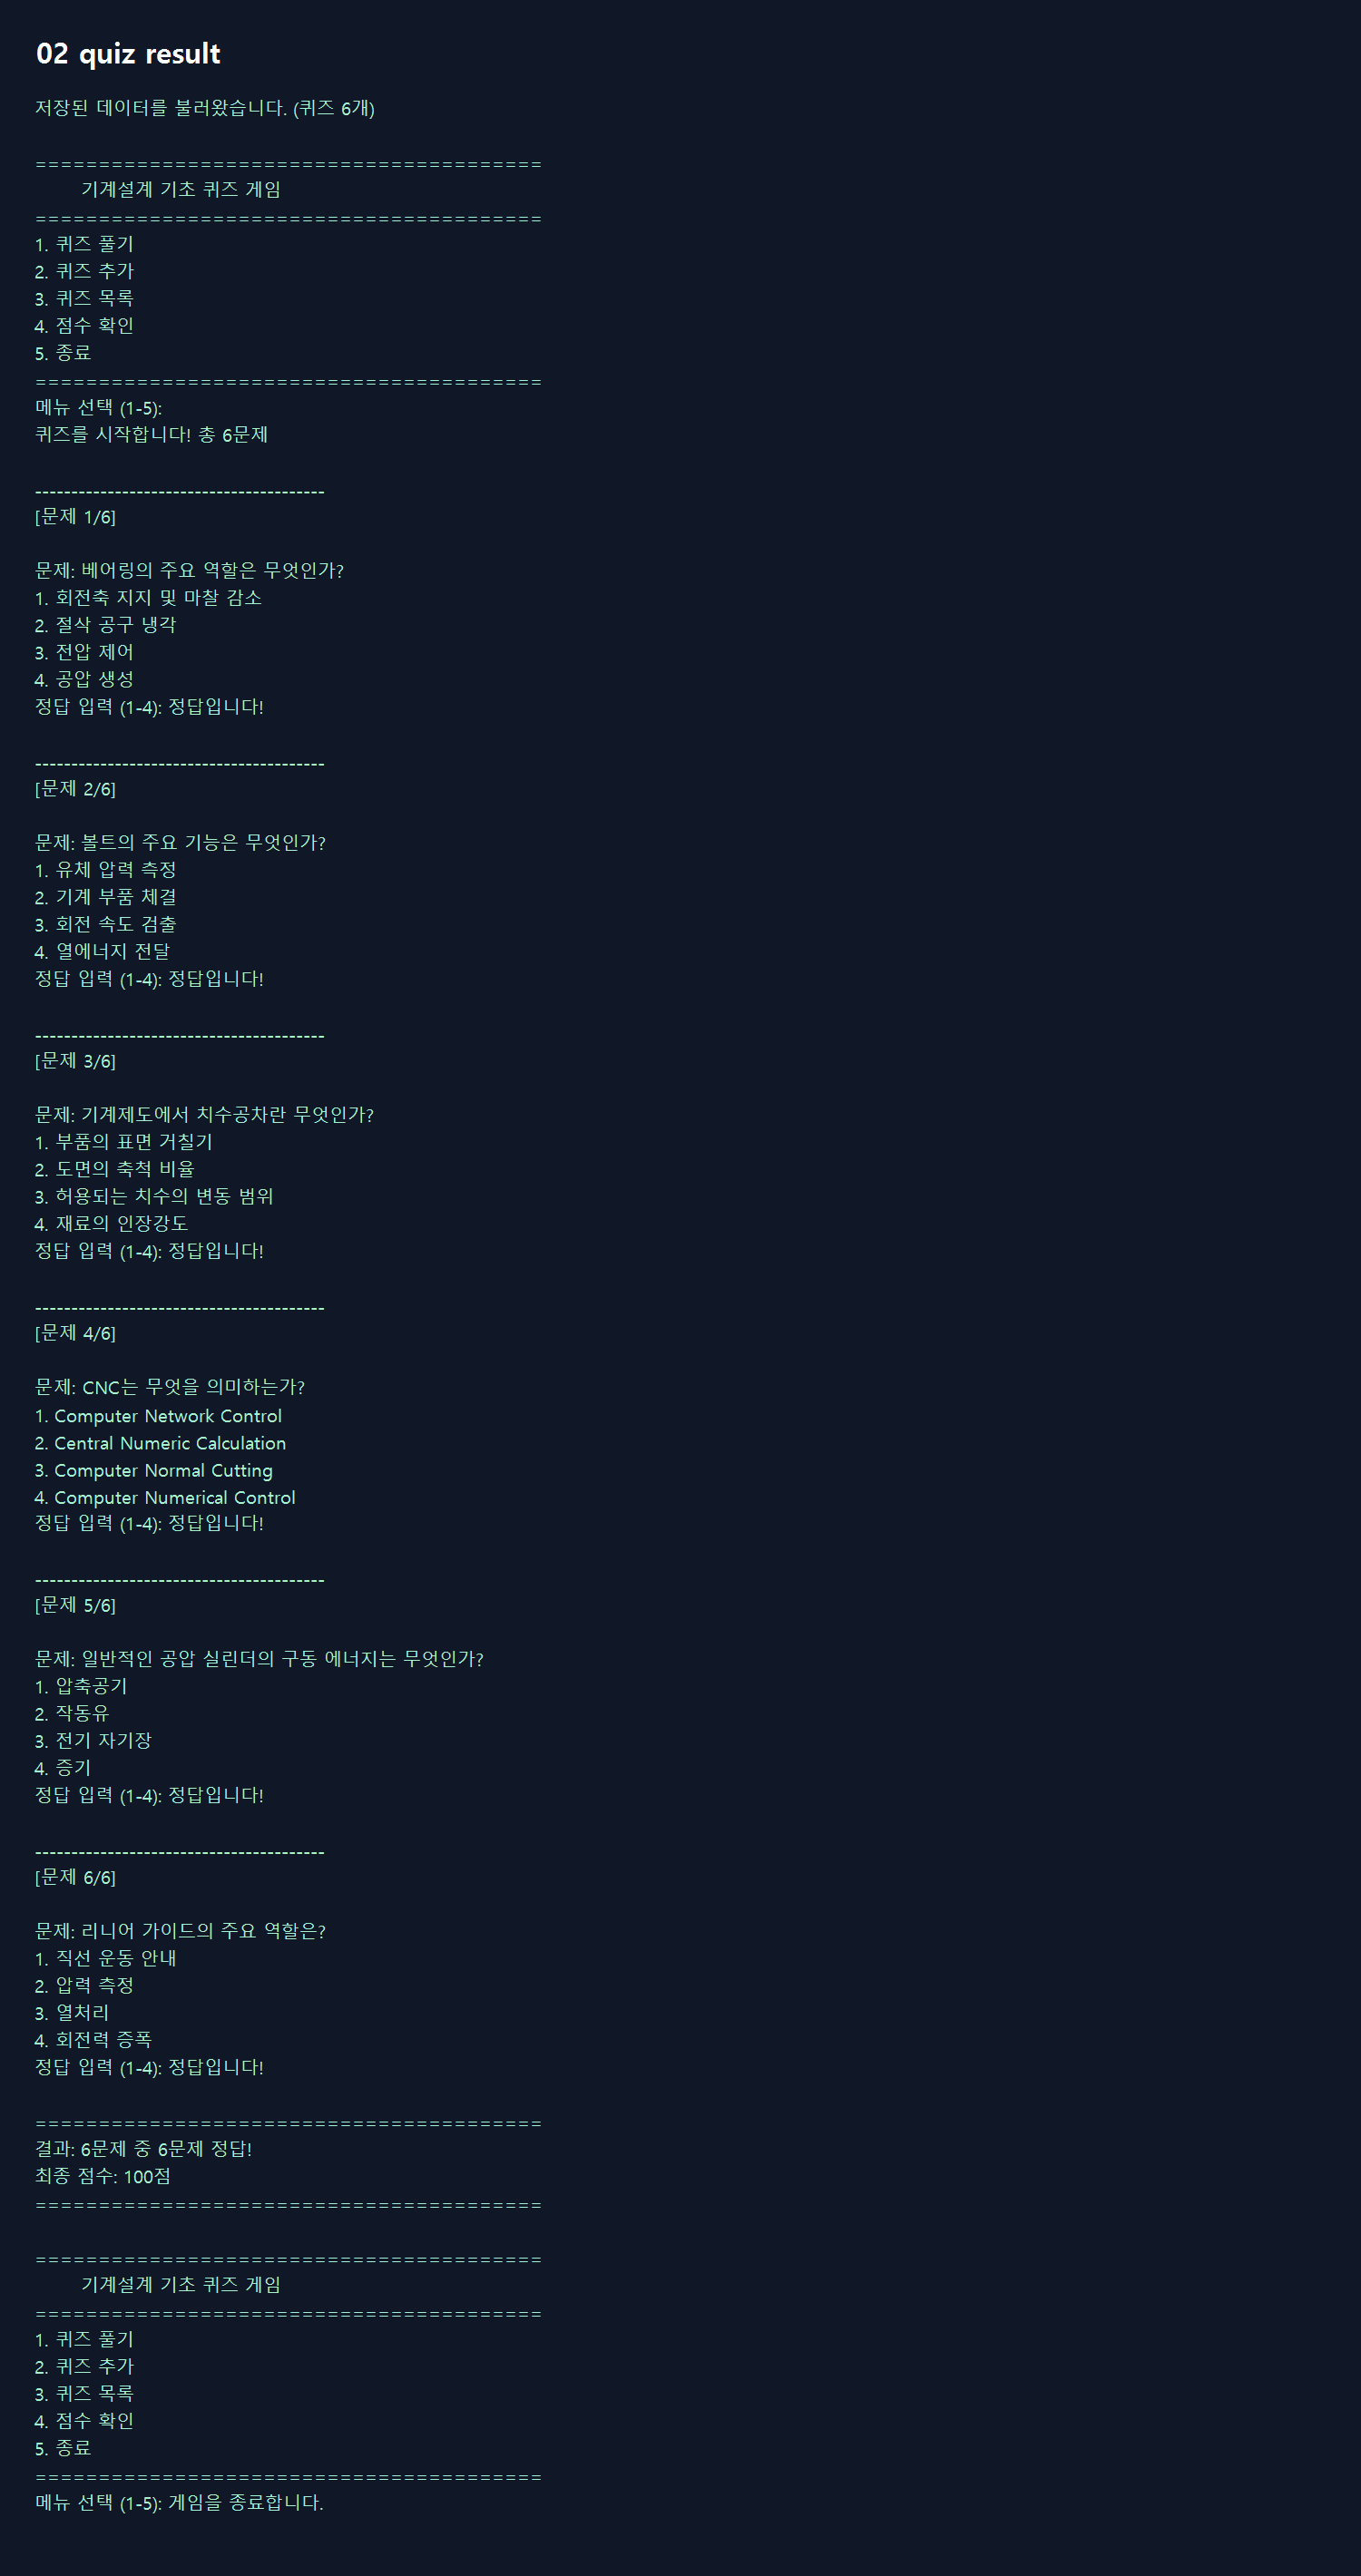 02 quiz result
저장된 데이터를 불러왔습니다. (퀴즈 6개)
========================================
기계설계 기초 퀴즈 게임
========================================
1. 퀴즈 풀기
2. 퀴즈 추가
3. 퀴즈 목록
4. 점수 확인
5. 종료
========================================
메뉴 선택 (1-5):
퀴즈를 시작합니다! 총 6문제
----------------------------------------
[문제 1/6]
문제: 베어링의 주요 역할은 무엇인가?
1. 회전축 지지 및 마찰 감소
2. 절삭 공구 냉각
3. 전압 제어
4. 공압 생성
정답 입력 (1-4): 정답입니다!
----------------------------------------
[문제 2/6]
문제: 볼트의 주요 기능은 무엇인가?
1. 유체 압력 측정
2. 기계 부품 체결
3. 회전 속도 검출
4. 열에너지 전달
정답 입력 (1-4): 정답입니다!
----------------------------------------
[문제 3/6]
문제: 기계제도에서 치수공차란 무엇인가?
1. 부품의 표면 거칠기
2. 도면의 축척 비율
3. 허용되는 치수의 변동 범위
4. 재료의 인장강도
정답 입력 (1-4): 정답입니다!
----------------------------------------
[문제 4/6]
문제: CNC는 무엇을 의미하는가?
1. Computer Network Control
2. Central Numeric Calculation
3. Computer Normal Cutting
4. Computer Numerical Control
정답 입력 (1-4): 정답입니다!
----------------------------------------
[문제 5/6]
문제: 일반적인 공압 실린더의 구동 에너지는 무엇인가?
1. 압축공기
2. 작동유
3. 전기 자기장
4. 증기
정답 입력 (1-4): 정답입니다!
----------------------------------------
[문제 6/6]
문제: 리니어 가이드의 주요 역할은?
1. 직선 운동 안내
2. 압력 측정
3. 열처리
4. 회전력 증폭
정답 입력 (1-4): 정답입니다!
========================================
결과: 6문제 중 6문제 정답!
최종 점수: 100점
========================================
========================================
기계설계 기초 퀴즈 게임
========================================
1. 퀴즈 풀기
2. 퀴즈 추가
3. 퀴즈 목록
4. 점수 확인
5. 종료
========================================
메뉴 선택 (1-5): 게임을 종료합니다.